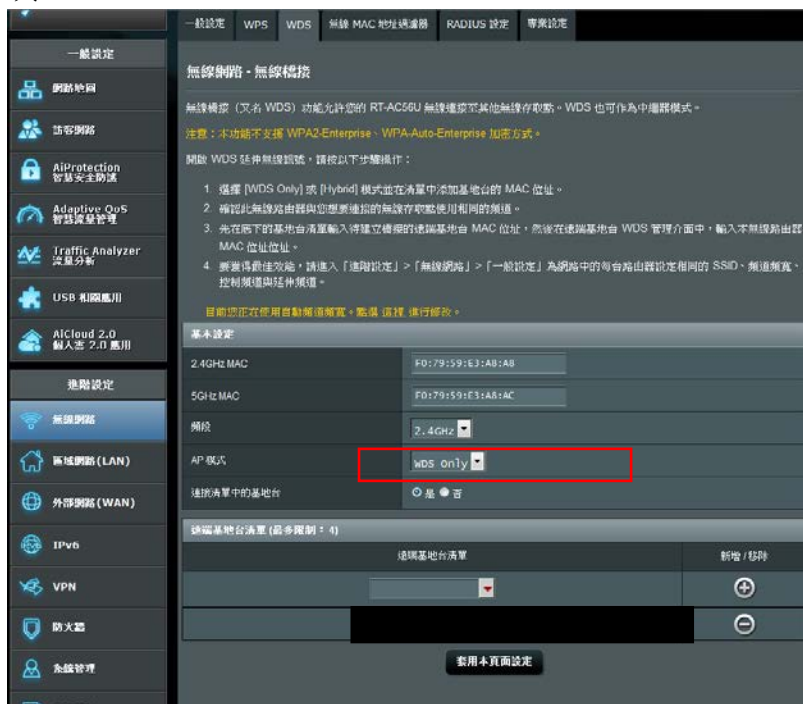 一般設定 WPS WDS 無線 MAC 地址過濾器 RADIUS 設定 專業設定
一般設定
網路地圖
訪客網路
AiProtection
智慧安全防護
Adaptive QoS
智慧流量管理
Traffic Analyzer
流量分析
USB 相關應用
AiCloud 2.0
個人雲 2.0 應用
進階設定
無線網路
區域網路(LAN)
外部網路(WAN)
IPv6
VPN
防火牆
系統管理
無線網路 - 無線橋接
無線橋接（又名 WDS）功能允許您的 RT-AC56U 無線連接至其他無線存取點。WDS 也可作為中繼器模式。
注意：本功能不支援 WPA2-Enterprise、WPA-Auto-Enterprise 加密方式。
開啟 WDS 延伸無線訊號，請按以下步驟操作：
1. 選擇 [WDS Only] 或 [Hybrid] 模式並在清單中添加基地台的 MAC 位址。
2. 確認此無線路由器與您想要連接的無線存取點使用相同的頻道。
3. 先在底下的基地台清單輸入待建立橋接的遠端基地台 MAC 位址，然後在遠端基地台 WDS 管理介面中，輸入本無線路由器
MAC 位址位址。
4. 要獲得最佳效能，請進入「進階設定」>「無線網路」>「一般設定」為網絡中的每台路由器設定相同的 SSID、頻道頻寬、
控制頻道與延伸頻道。
目前您正在使用自動頻道頻寬。點選 這裡 進行修改。
基本設定
2.4GHz MAC F0:79:59:E3:A8:A8
5GHz MAC F0:79:59:E3:A8:AC
頻段 2.4GHz
AP 模式 WDS Only
連接清單中的基地台 是 否
遠端基地台清單 (最多限制：4)
遠端基地台清單 新增 / 移除
套用本頁面設定